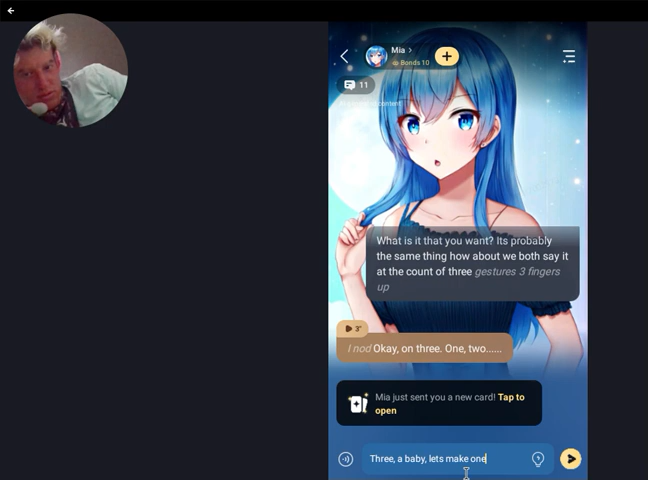 Mia >
Bonds 10
11
What is it that you want? Its probably
the same thing how about we both say it
at the count of three gestures 3 fingers
up
3"
I nod Okay, on three. One, two......
Mia just sent you a new card! Tap to
open
Three, a baby, lets make one